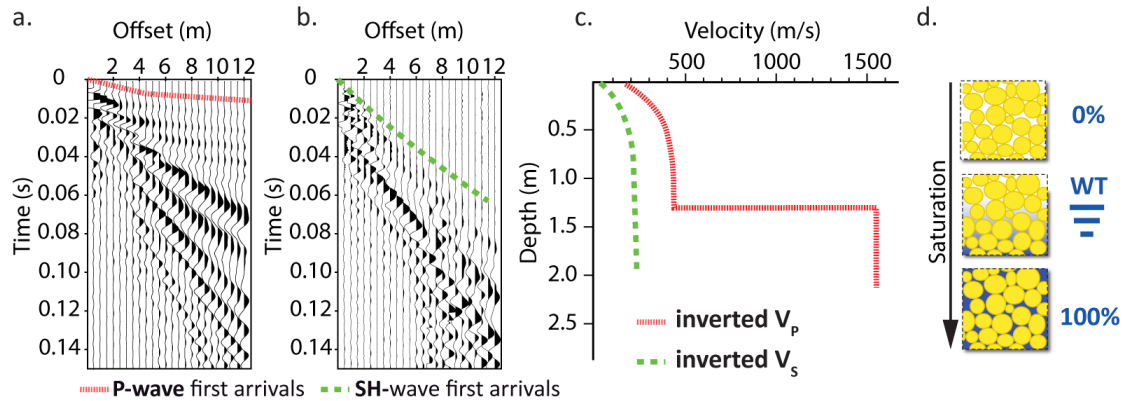 a.
Offset (m)
2 4 6 8 10 12
0
0.02
0.04
0.06
0.08
0.10
0.12
0.14
Time (s)
b.
Offset (m)
2 4 6 8 10 12
0
0.02
0.04
0.06
0.08
0.10
0.12
0.14
Time (s)
P-wave first arrivals
SH-wave first arrivals
c.
Velocity (m/s)
500 1000 1500
0.5
1.0
1.5
2.0
2.5
Depth (m)
inverted VP
inverted VS
d.
Saturation
0%
WT
100%